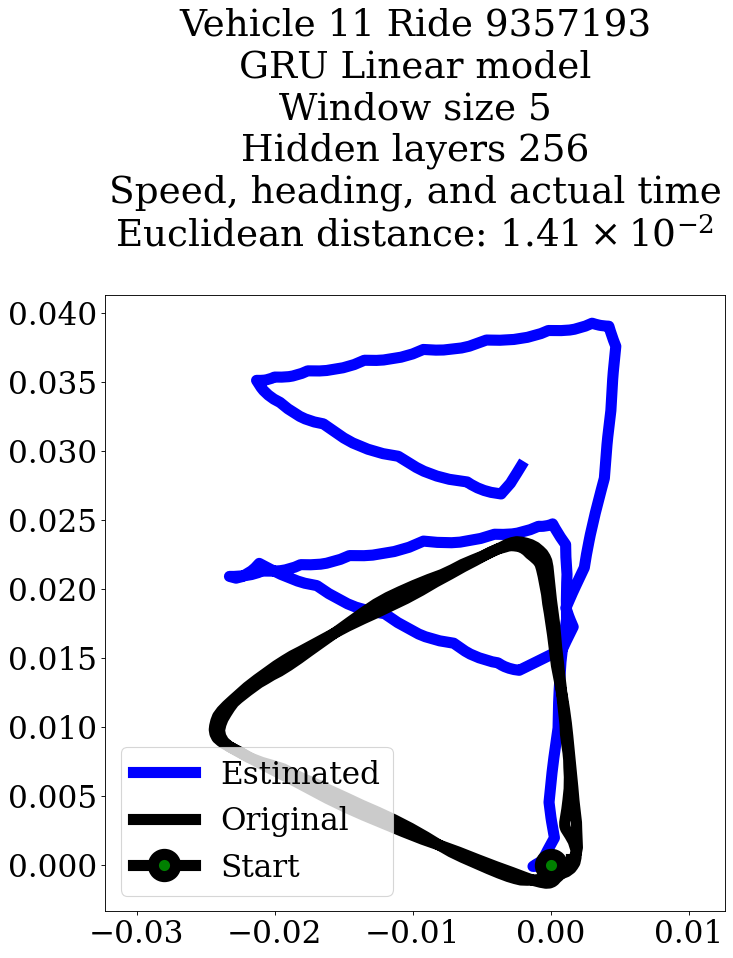 Vehicle 11 Ride 9357193
GRU Linear model
Window size 5
Hidden layers 256
Speed, heading, and actual time
Euclidean distance: 1.41 × 10⁻²
0.040
0.035
0.030
0.025
0.020
0.015
0.010
0.005
0.000
Estimated
Original
Start
−0.03 −0.02 −0.01 0.00 0.01